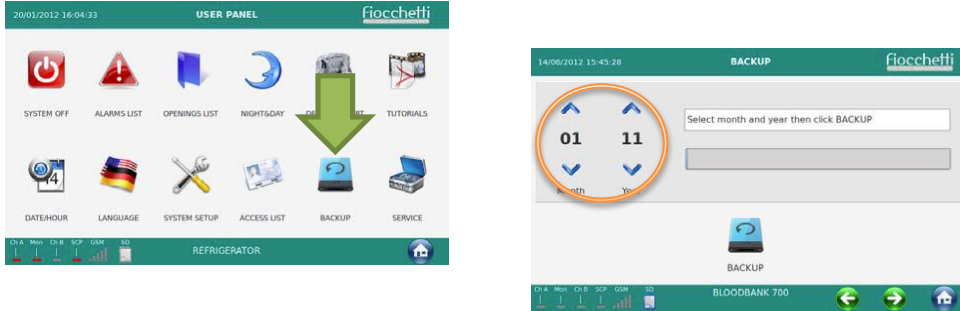 20/01/2012 16:04:33 USER PANEL fiocchetti
SYSTEM OFF ALARMS LIST OPENINGS LIST NIGHT&DAY TUTORIALS
DATE/HOUR LANGUAGE SYSTEM SETUP ACCESS LIST BACKUP SERVICE
Ch A Mon Ch B SCP GSM SD
REFRIGERATOR
14/06/2012 15:45:28 BACKUP fiocchetti
01 11
Select month and year then click BACKUP
Month Year
BACKUP
Ch A Mon Ch B SCP GSM SD
BLOODBANK 700